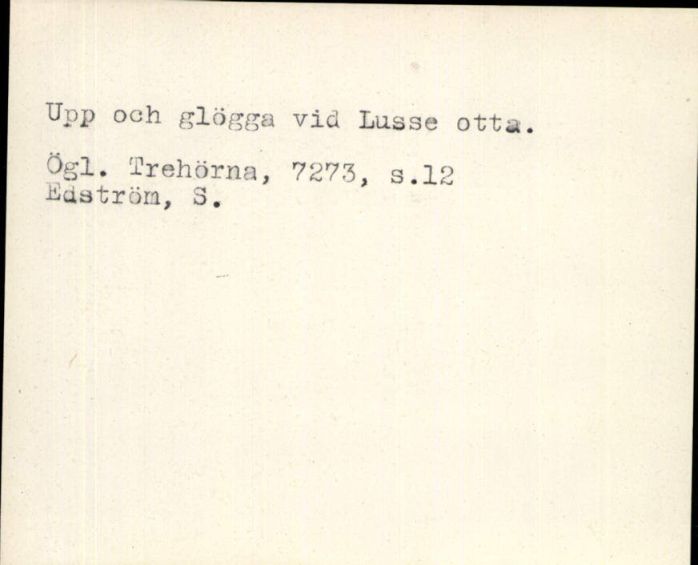 Upp och glögga vid Lusse otta.
Ögl. Trehörna, 7273, s.12
Edström, S.